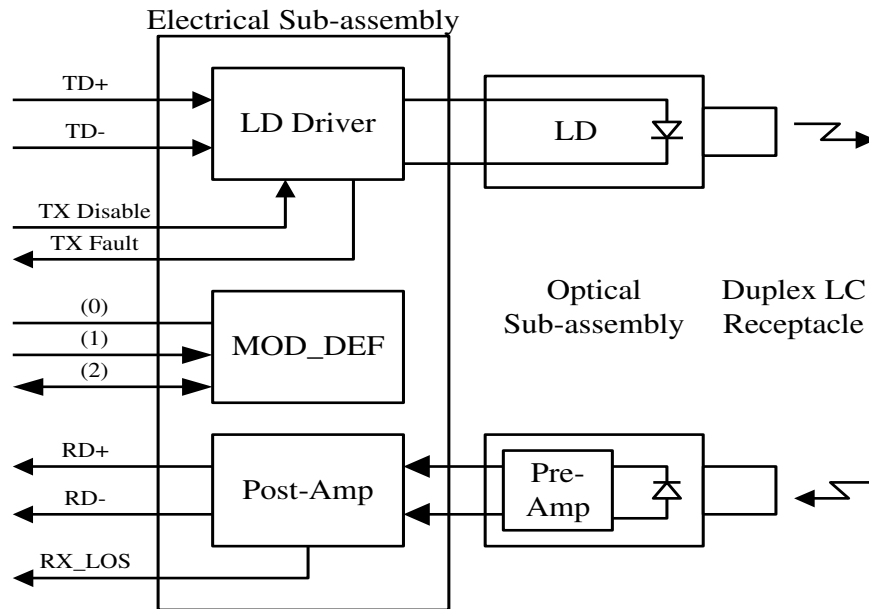 Electrical Sub-assembly
TD+
TD-
LD Driver
LD
TX Disable
TX Fault
(0)
(1)
(2)
MOD_DEF
Optical
Sub-assembly
Duplex LC
Receptacle
RD+
RD-
RX_LOS
Post-Amp
Pre-
Amp